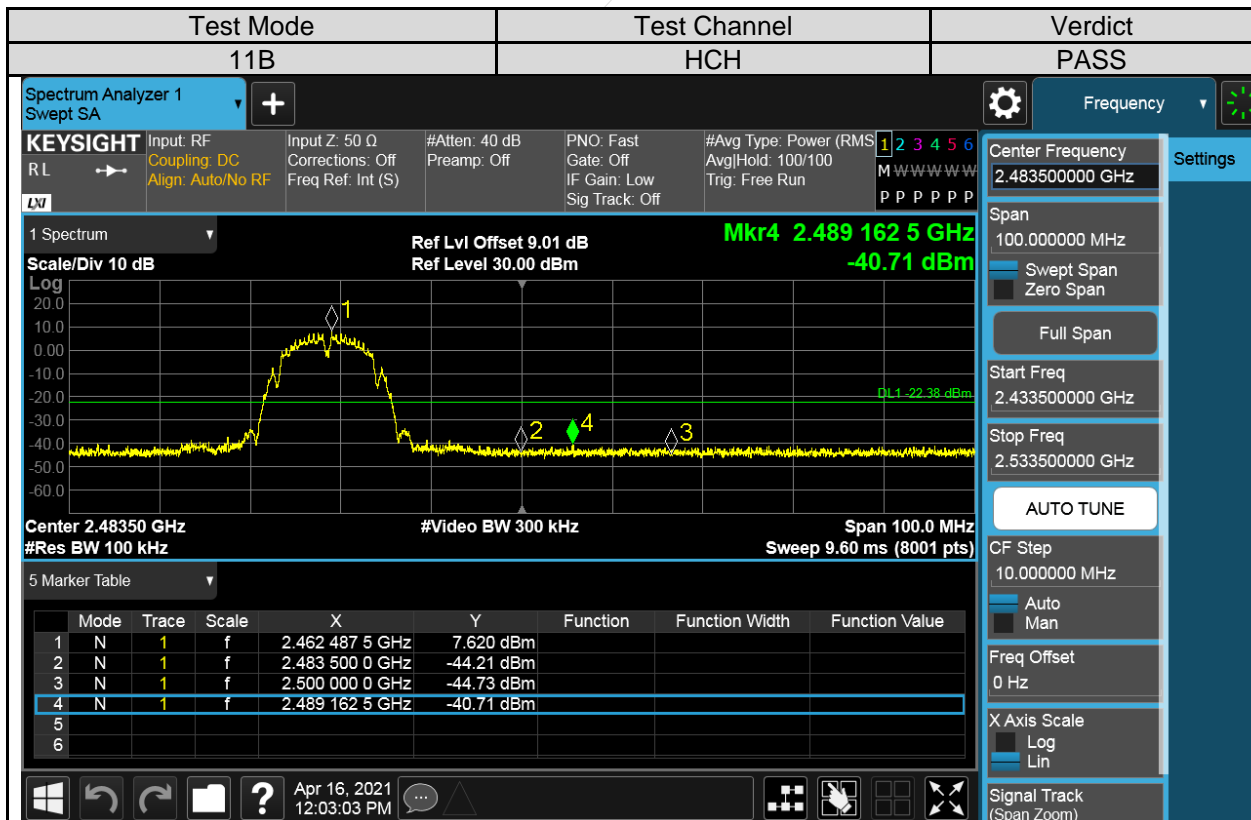 Test Mode Test Channel Verdict
11B HCH PASS
Spectrum Analyzer 1
Swept SA
+
Frequency
KEYSIGHT
RL
LXI
Input: RF
Coupling: DC
Align: Auto/No RF
Input Z: 50 Ω
Corrections: Off
Freq Ref: Int (S)
#Atten: 40 dB
Preamp: Off
PNO: Fast
Gate: Off
IF Gain: Low
Sig Track: Off
#Avg Type: Power (RMS
Avg|Hold: 100/100
Trig: Free Run
1 2 3 4 5 6
M W W W W W
P P P P P P
1 Spectrum
Scale/Div 10 dB
Ref Lvl Offset 9.01 dB
Ref Level 30.00 dBm
Mkr4 2.489 162 5 GHz
-40.71 dBm
Log
20.0
10.0
0.00
-10.0
-20.0
-30.0
-40.0
-50.0
-60.0
1
2
4
3
DL1 -22.38 dBm
Center 2.48350 GHz
#Res BW 100 kHz
#Video BW 300 kHz
Span 100.0 MHz
Sweep 9.60 ms (8001 pts)
5 Marker Table
Mode Trace Scale X Y Function Function Width Function Value
1 N 1 f 2.462 487 5 GHz 7.620 dBm
2 N 1 f 2.483 500 0 GHz -44.21 dBm
3 N 1 f 2.500 000 0 GHz -44.73 dBm
4 N 1 f 2.489 162 5 GHz -40.71 dBm
5
6
?
Apr 16, 2021
12:03:03 PM
Center Frequency
2.483500000 GHz
Settings
Span
100.000000 MHz
Swept Span
Zero Span
Full Span
Start Freq
2.433500000 GHz
Stop Freq
2.533500000 GHz
AUTO TUNE
CF Step
10.000000 MHz
Auto
Man
Freq Offset
0 Hz
X Axis Scale
Log
Lin
Signal Track
(Span Zoom)